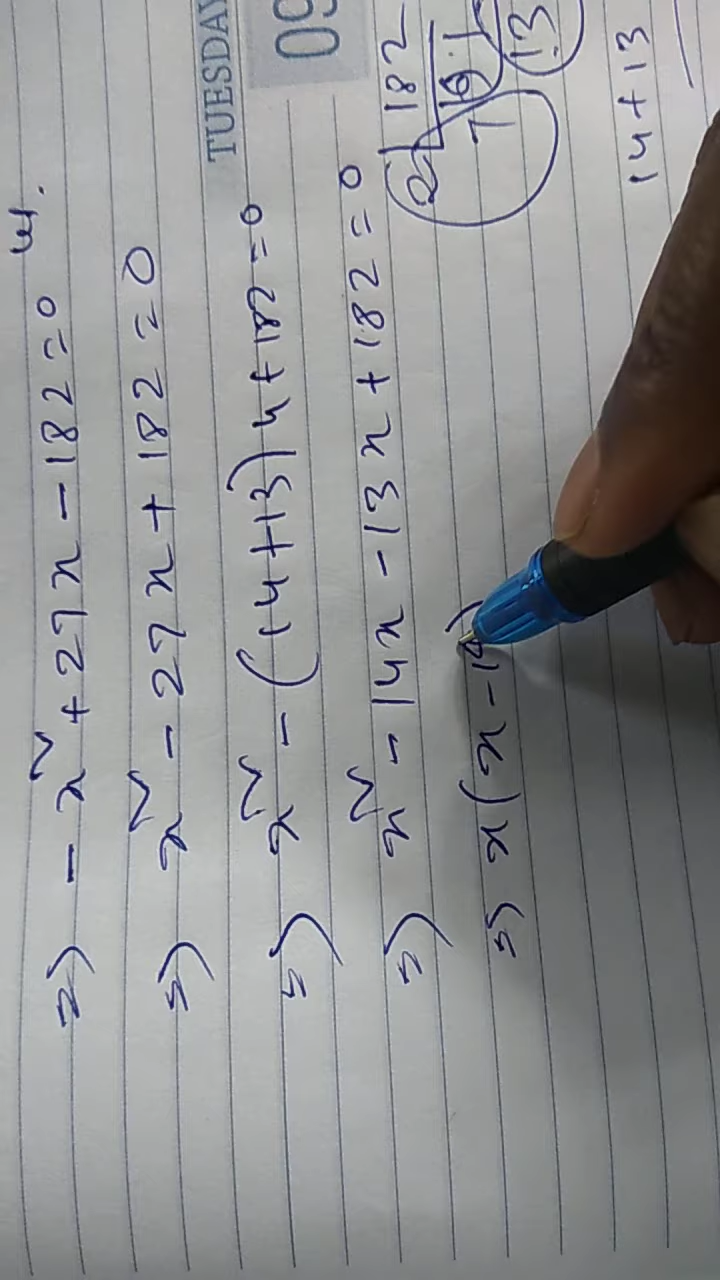 TUESDAY
09
⇒) - x² + 27x - 182 = 0
⇒) x² - 27x + 182 = 0
⇒) x² - (14+13)x + 182 = 0
⇒) x² - 14x - 13x + 182 = 0
⇒) x(x - 14)
2 | 182
7 | 91
13
14 + 13